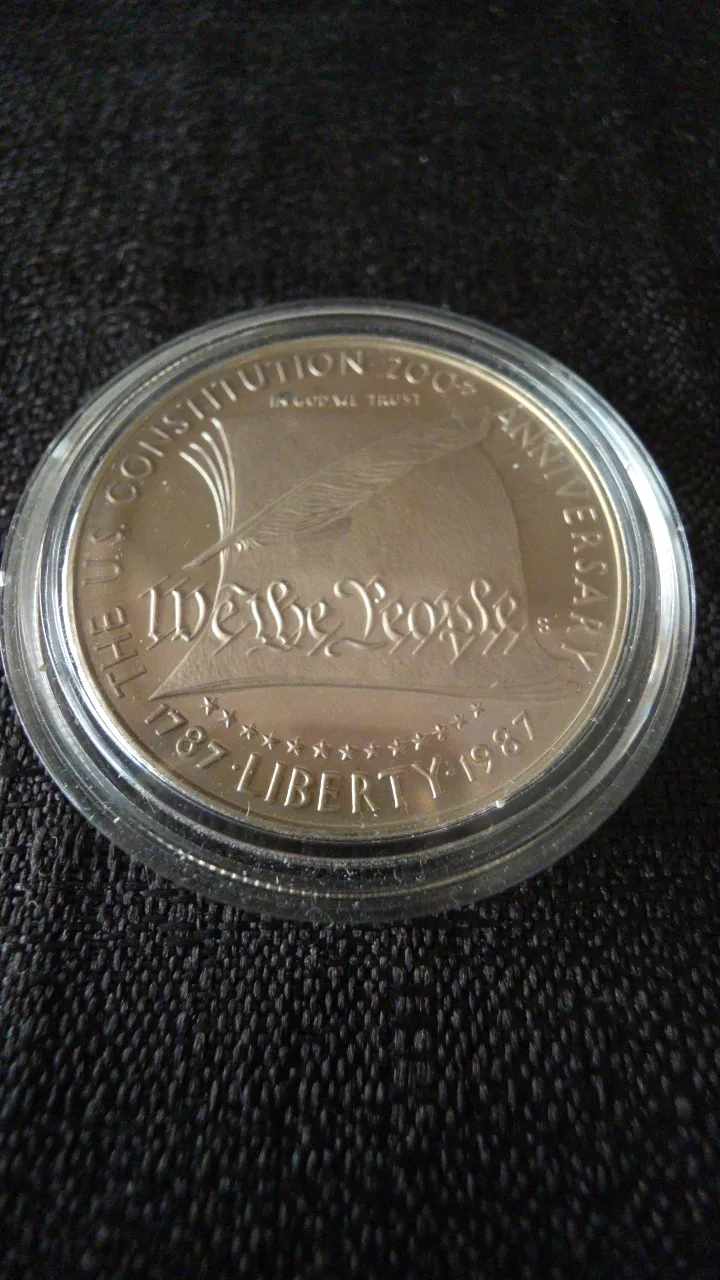 THE U.S. CONSTITUTION 200th ANNIVERSARY
IN GOD WE TRUST
We the People
S
1787 · LIBERTY · 1987